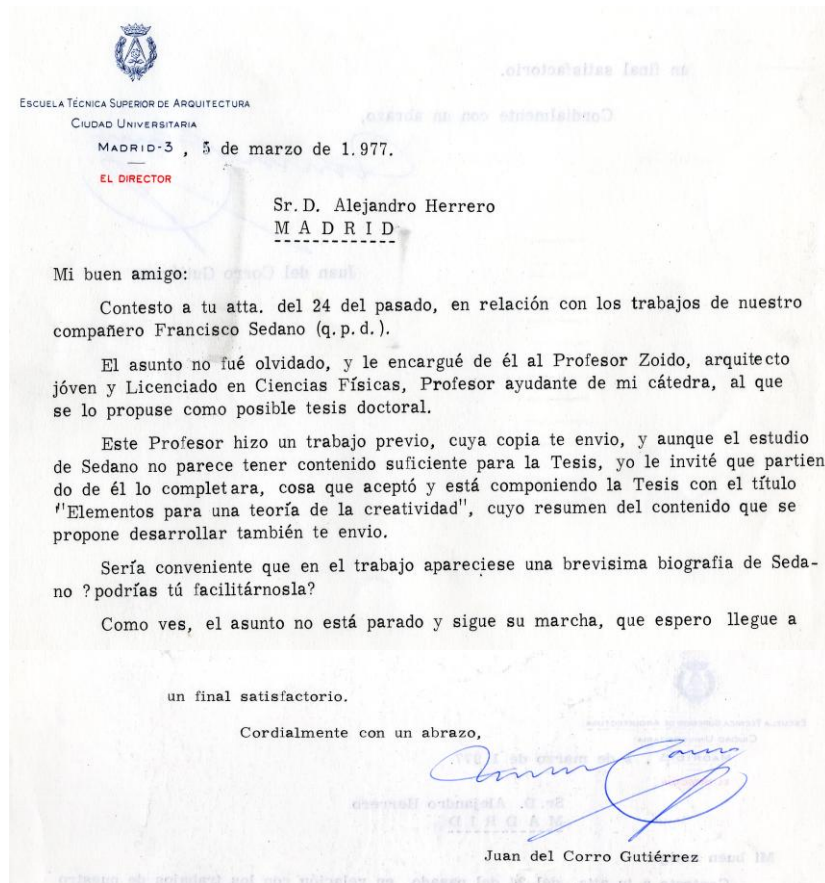 ESCUELA TÉCNICA SUPERIOR DE ARQUITECTURA
CIUDAD UNIVERSITARIA
MADRID-3 , 5 de marzo de 1.977.
EL DIRECTOR
Sr. D. Alejandro Herrero
M A D R I D
Mi buen amigo:
Contesto a tu atta. del 24 del pasado, en relación con los trabajos de nuestro
compañero Francisco Sedano (q. p. d. ).
El asunto no fué olvidado, y le encargué de él al Profesor Zoido, arquitecto
jóven y Licenciado en Ciencias Físicas, Profesor ayudante de mi cátedra, al que
se lo propuse como posible tesis doctoral.
Este Profesor hizo un trabajo previo, cuya copia te envio, y aunque el estudio
de Sedano no parece tener contenido suficiente para la Tesis, yo le invité que partien
do de él lo completara, cosa que aceptó y está componiendo la Tesis con el título
"Elementos para una teoría de la creatividad", cuyo resumen del contenido que se
propone desarrollar también te envio.
Sería conveniente que en el trabajo apareciese una brevisima biografia de Seda-
no ? podrías tú facilitárnosla?
Como ves, el asunto no está parado y sigue su marcha, que espero llegue a
un final satisfactorio.
Cordialmente con un abrazo,
Juan del Corro Gutiérrez